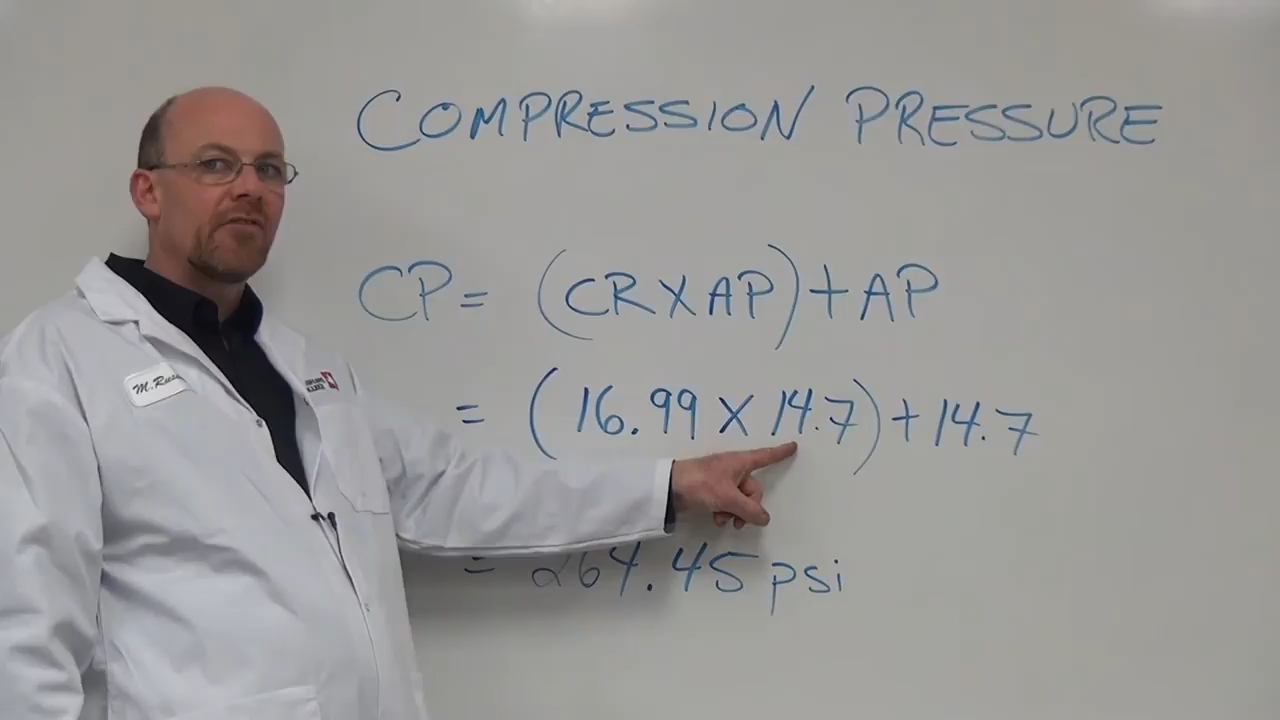 COMPRESSION PRESSURE
CP = (CR X AP) + AP
= (16.99 X 14.7) + 14.7
= 264.45 psi